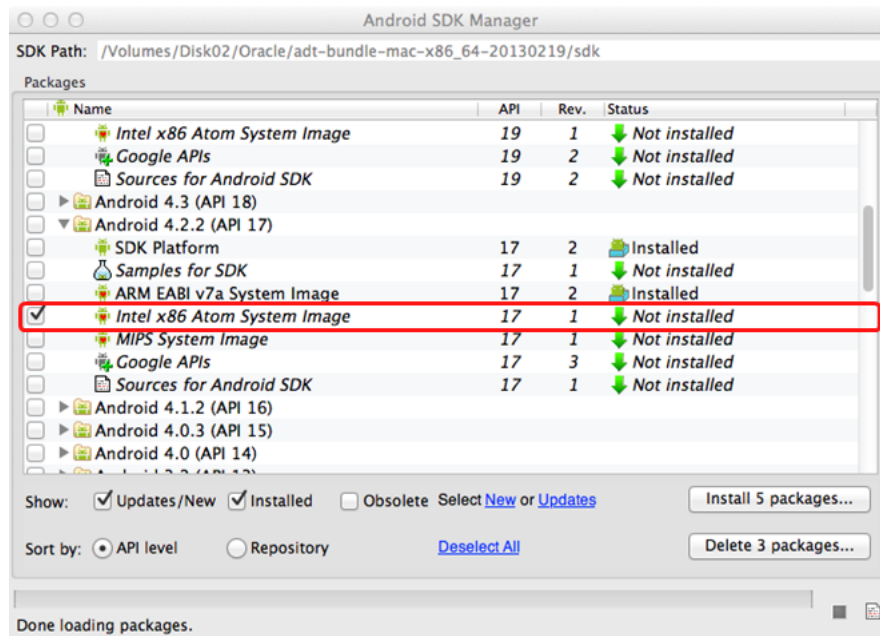 Android SDK Manager
SDK Path: /Volumes/Disk02/Oracle/adt-bundle-mac-x86_64-20130219/sdk
Packages
Name API Rev. Status
Intel x86 Atom System Image 19 1 Not installed
Google APIs 19 2 Not installed
Sources for Android SDK 19 2 Not installed
Android 4.3 (API 18)
Android 4.2.2 (API 17)
SDK Platform 17 2 Installed
Samples for SDK 17 1 Not installed
ARM EABI v7a System Image 17 2 Installed
Intel x86 Atom System Image 17 1 Not installed
MIPS System Image 17 1 Not installed
Google APIs 17 3 Not installed
Sources for Android SDK 17 1 Not installed
Android 4.1.2 (API 16)
Android 4.0.3 (API 15)
Android 4.0 (API 14)
Show: Updates/New Installed Obsolete Select New or Updates Install 5 packages...
Sort by: API level Repository Deselect All Delete 3 packages...
Done loading packages.